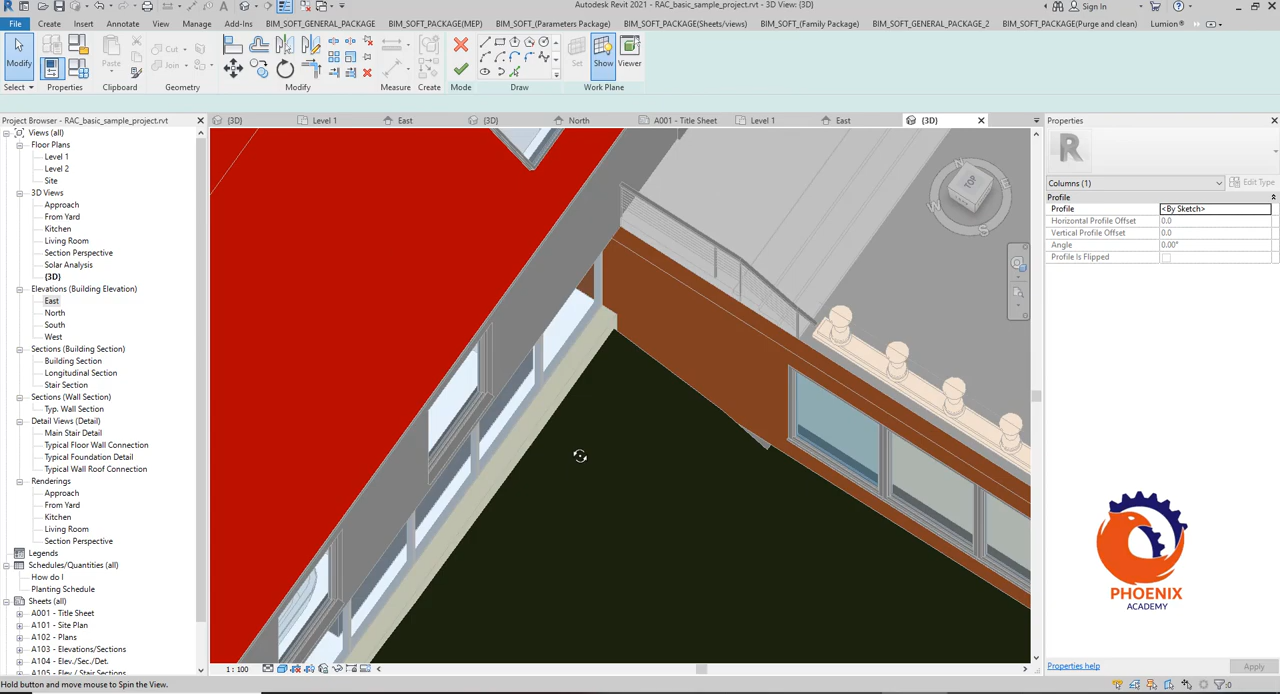 Autodesk Revit 2021 - RAC_basic_sample_project.rvt - 3D View: {3D}
Sign In
File Create Insert Annotate View Manage Add-Ins BIM_SOFT_GENERAL_PACKAGE BIM_SOFT_PACKAGE(MEP) BIM_SOFT_(Parameters Package) BIM_SOFT_PACKAGE(Sheets/views) BIM_SOFT_(Family Package) BIM_SOFT_GENERAL_PACKAGE_2 BIM_SOFT_PACKAGE(Purge and clean) Lumion®
Modify Paste Cut Join Set Show Viewer
Select Properties Clipboard Geometry Modify Measure Create Mode Draw Work Plane
Project Browser - RAC_basic_sample_project.rvt
{3D} Level 1 East {3D} North A001 - Title Sheet Level 1 East {3D}
Views (all)
Floor Plans
Level 1
Level 2
Site
3D Views
Approach
From Yard
Kitchen
Living Room
Section Perspective
Solar Analysis
{3D}
Elevations (Building Elevation)
East
North
South
West
Sections (Building Section)
Building Section
Longitudinal Section
Stair Section
Sections (Wall Section)
Typ. Wall Section
Detail Views (Detail)
Main Stair Detail
Typical Floor Wall Connection
Typical Foundation Detail
Typical Wall Roof Connection
Renderings
Approach
From Yard
Kitchen
Living Room
Section Perspective
Legends
Schedules/Quantities (all)
How do I
Planting Schedule
Sheets (all)
A001 - Title Sheet
A101 - Site Plan
A102 - Plans
A103 - Elevations/Sections
A104 - Elev./Sec./Det.
A105 - Elev./ Stair Sections
TOP
N
W
S
1 : 100
Properties
R
Columns (1)
Edit Type
Profile
Profile <By Sketch>
Horizontal Profile Offset 0.0
Vertical Profile Offset 0.0
Angle 0.00°
Profile Is Flipped
PHOENIX
ACADEMY
Properties help
Apply
Hold button and move mouse to Spin the View.
:0